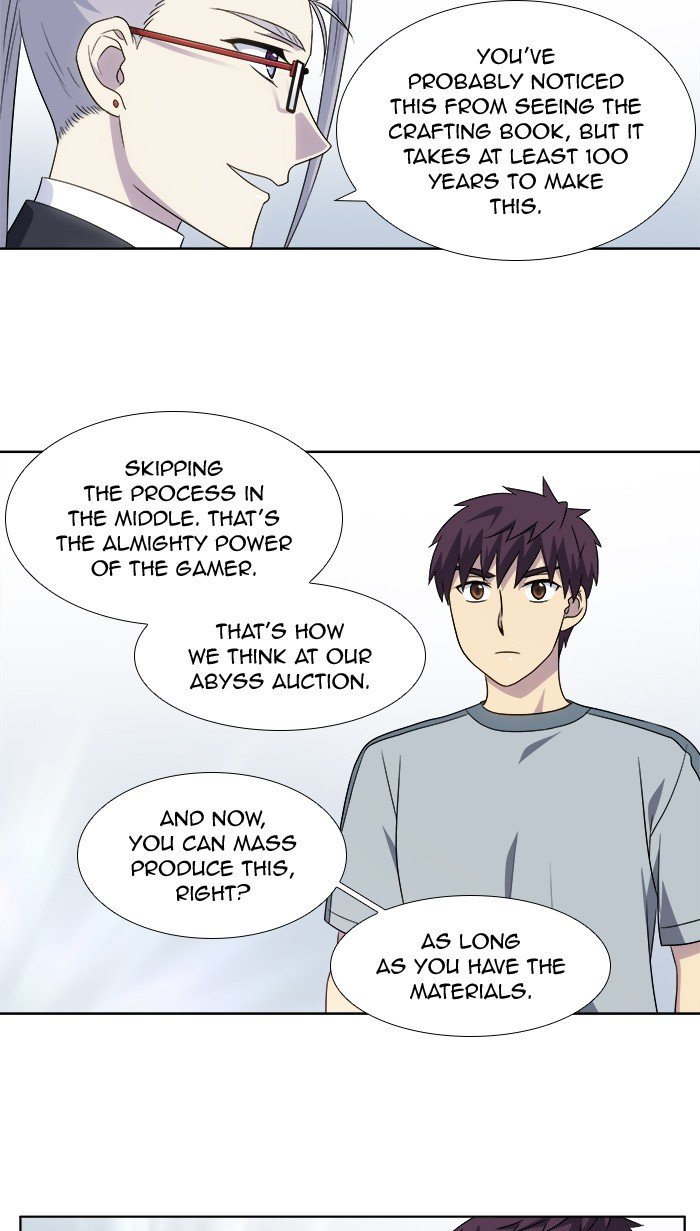 YOU'VE
PROBABLY NOTICED
THIS FROM SEEING THE
CRAFTING BOOK, BUT IT
TAKES AT LEAST 100
YEARS TO MAKE
THIS.
SKIPPING
THE PROCESS IN
THE MIDDLE. THAT'S
THE ALMIGHTY POWER
OF THE GAMER.
THAT'S HOW
WE THINK AT OUR
ABYSS AUCTION.
AND NOW,
YOU CAN MASS
PRODUCE THIS,
RIGHT?
AS LONG
AS YOU HAVE THE
MATERIALS.